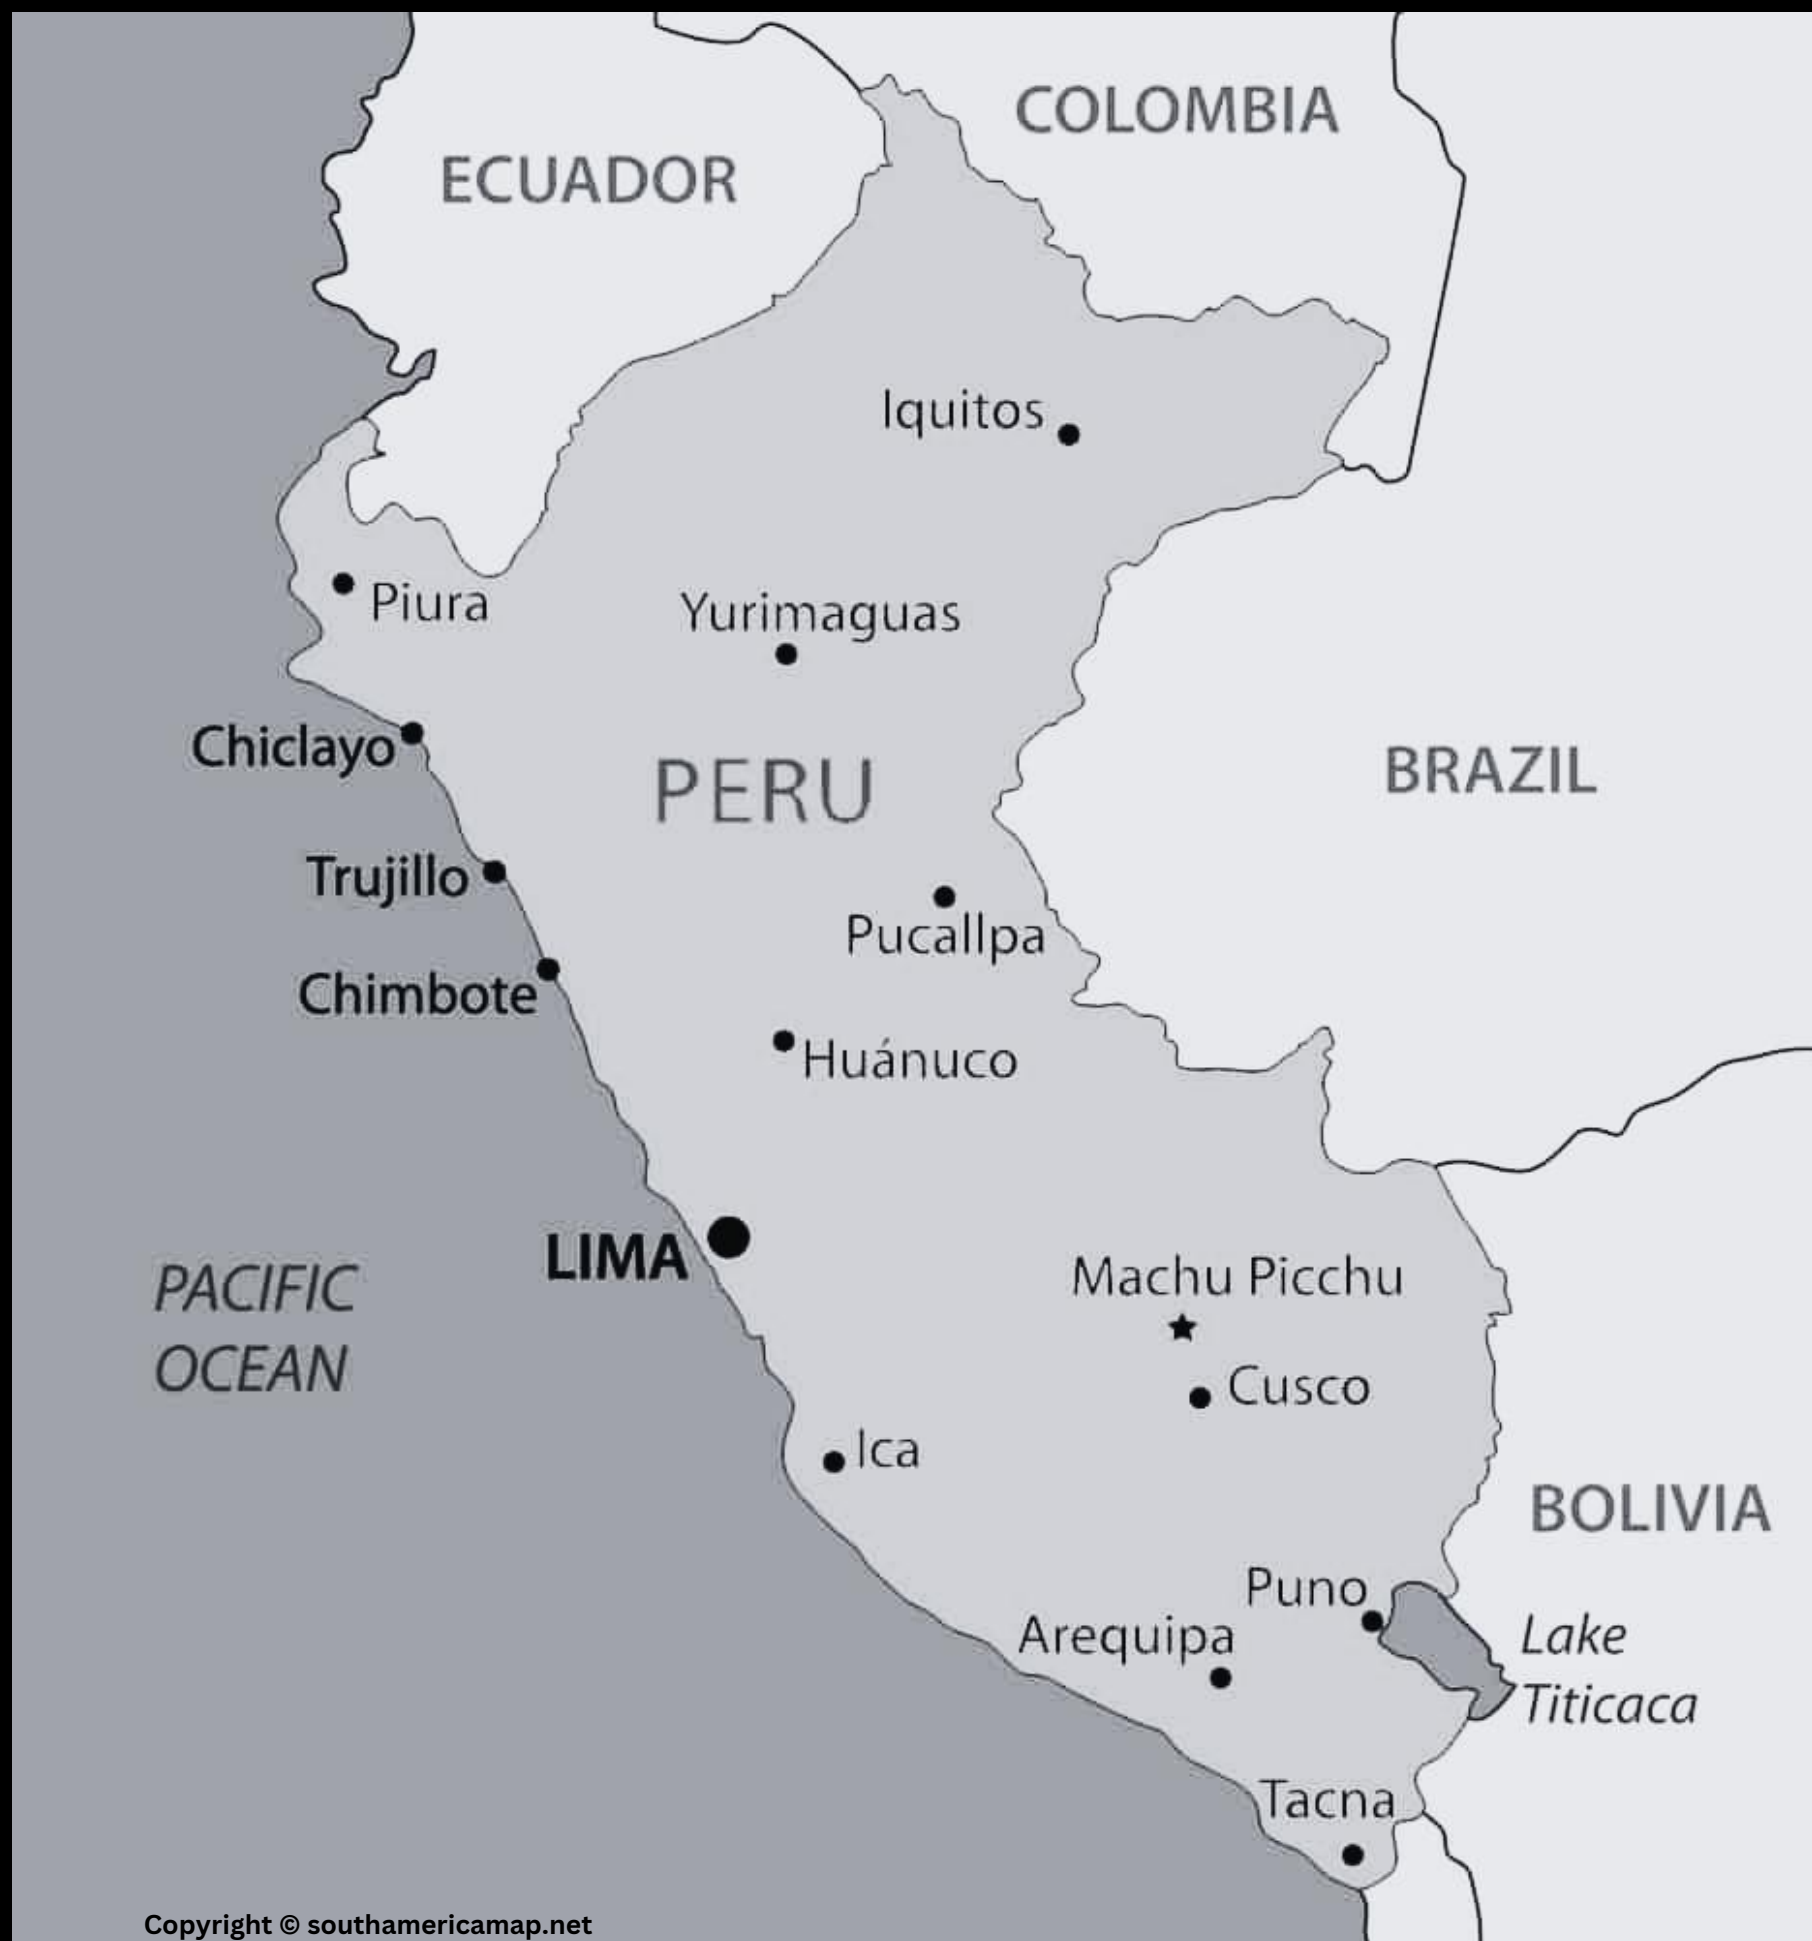 COLOMBIA
ECUADOR
Iquitos
Piura
Yurimaguas
Chiclayo
PERU
BRAZIL
Trujillo
Pucallpa
Chimbote
Huánuco
LIMA
Machu Picchu
PACIFIC
OCEAN
Cusco
Ica
BOLIVIA
Puno
Arequipa
Lake
Titicaca
Tacna
Copyright © southamericamap.net